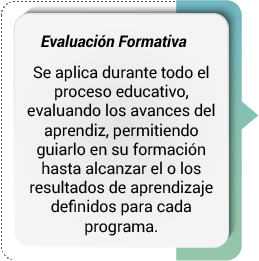 Evaluación Formativa
Se aplica durante todo el
proceso educativo,
evaluando los avances del
aprendiz, permitiendo
guiarlo en su formación
hasta alcanzar el o los
resultados de aprendizaje
definidos para cada
programa.